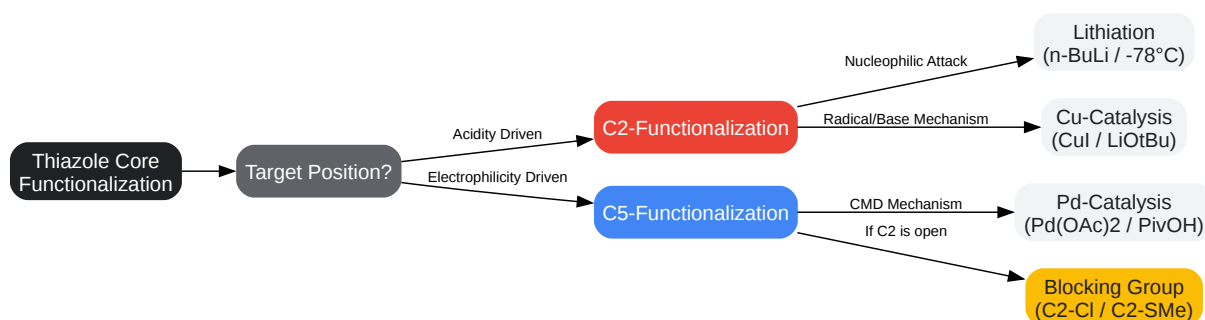 Thiazole Core
Functionalization
Target Position?
Acidity Driven
Electrophilicity Driven
C2-Functionalization
C5-Functionalization
Nucleophilic Attack
Radical/Base Mechanism
CMD Mechanism
If C2 is open
Lithiation
(n-BuLi / -78°C)
Cu-Catalysis
(CuI / LiOtBu)
Pd-Catalysis
(Pd(OAc)2 / PivOH)
Blocking Group
(C2-Cl / C2-SMe)